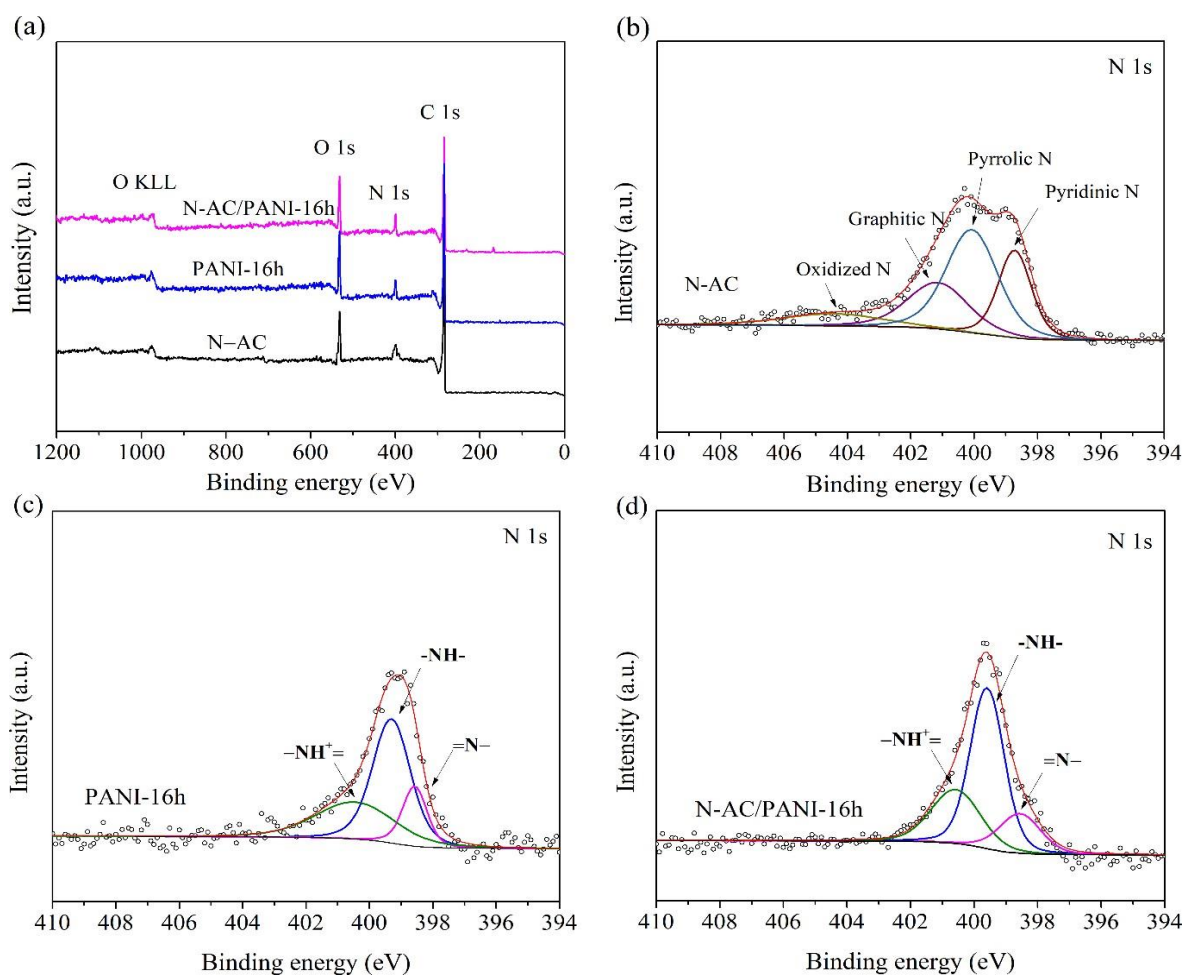 (a)
C 1s
O 1s
O KLL
N 1s
N-AC/PANI-16h
PANI-16h
N–AC
Intensity (a.u.)
1200 1000 800 600 400 200 0
Binding energy (eV)
(b)
N 1s
Pyrrolic N
Pyridinic N
Graphitic N
Oxidized N
N-AC
Intensity (a.u.)
410 408 406 404 402 400 398 396 394
Binding energy (eV)
(c)
N 1s
-NH-
–NH⁺=
=N–
PANI-16h
Intensity (a.u.)
410 408 406 404 402 400 398 396 394
Binding energy (eV)
(d)
N 1s
-NH-
–NH⁺=
=N–
N-AC/PANI-16h
Intensity (a.u.)
410 408 406 404 402 400 398 396 394
Binding energy (eV)